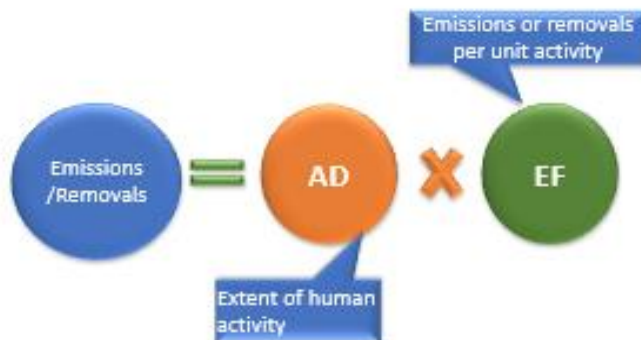 Emissions or removals
per unit activity
Emissions
/Removals
=
AD
×
EF
Extent of human
activity